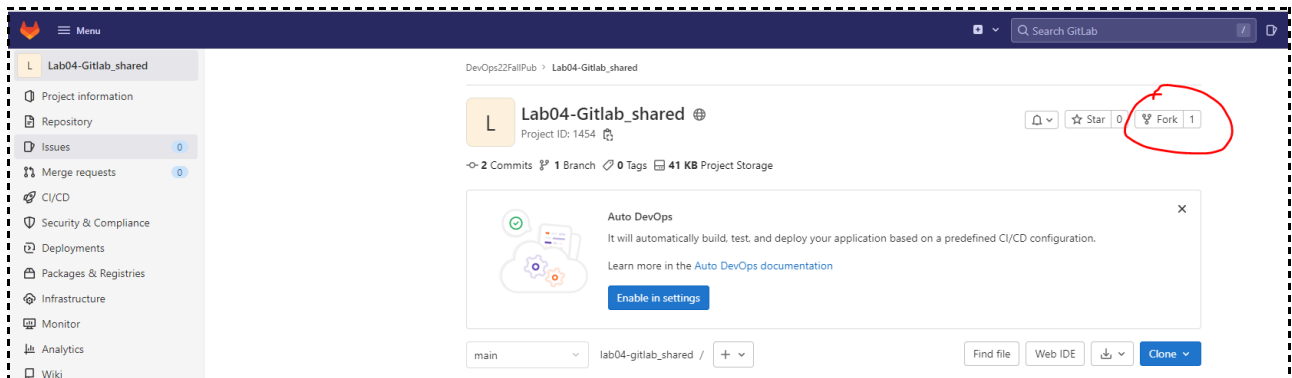 Menu
Search GitLab /
L Lab04-Gitlab_shared
Project information
Repository
Issues 0
Merge requests 0
CI/CD
Security & Compliance
Deployments
Packages & Registries
Infrastructure
Monitor
Analytics
Wiki
DevOps22FallPub > Lab04-Gitlab_shared
L
Lab04-Gitlab_shared
Project ID: 1454
Star 0 Fork 1
2 Commits 1 Branch 0 Tags 41 KB Project Storage
Auto DevOps
It will automatically build, test, and deploy your application based on a predefined CI/CD configuration.
Learn more in the Auto DevOps documentation
Enable in settings
main lab04-gitlab_shared / + Find file Web IDE Clone